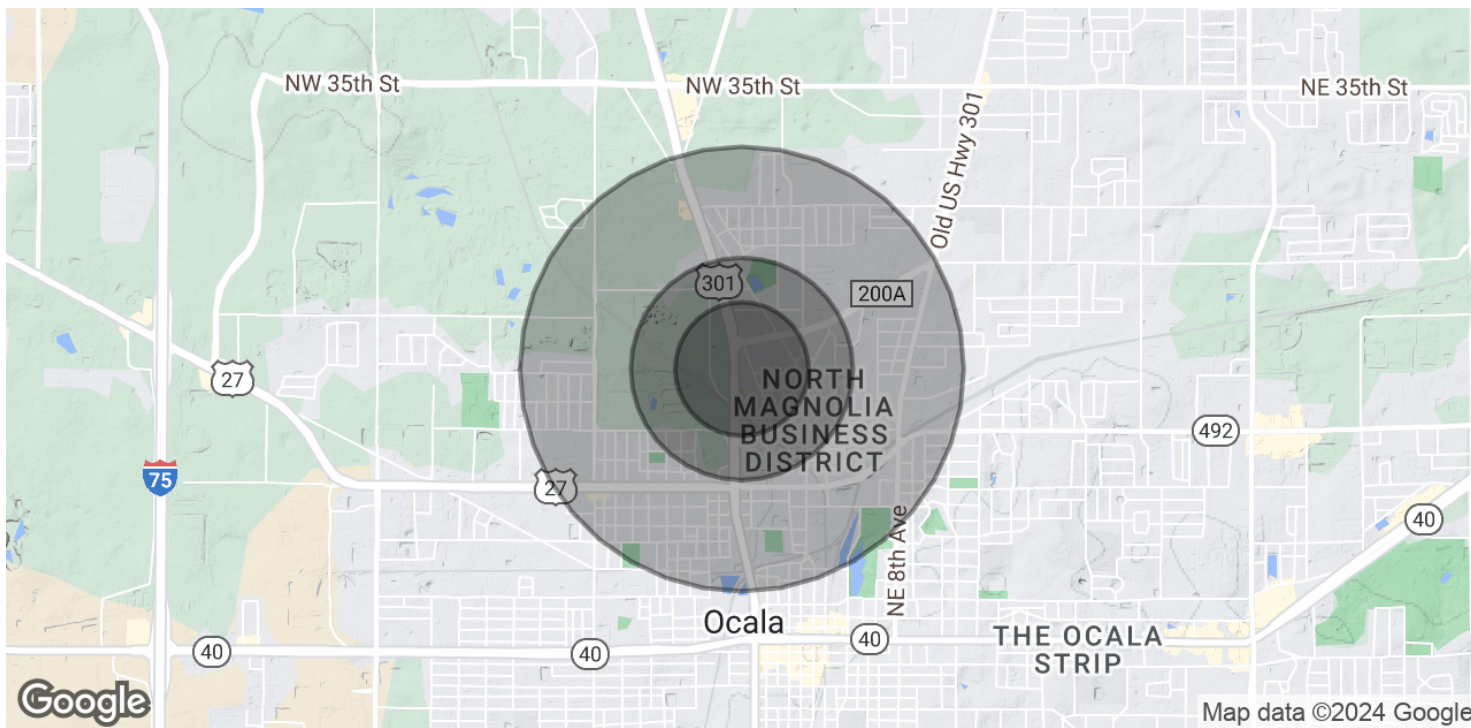 NW 35th St
NW 35th St
NE 35th St
Old US Hwy 301
301
200A
27
NORTH
MAGNOLIA
BUSINESS
DISTRICT
492
75
27
40
NE 8th Ave
Ocala
40
40
40
THE OCALA
STRIP
Google
Map data ©2024 Google